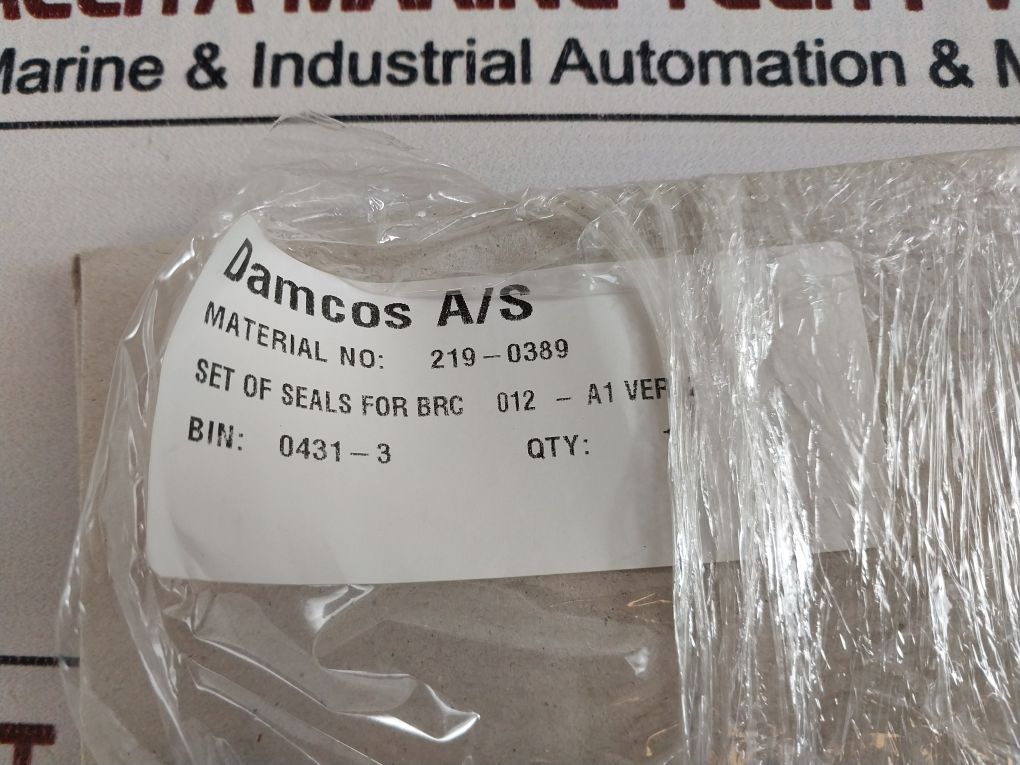 Marine & Industrial Automation &
Damcos A/S
MATERIAL NO: 219-0389
SET OF SEALS FOR BRC 012 - A1 VER
BIN: 0431-3 QTY: